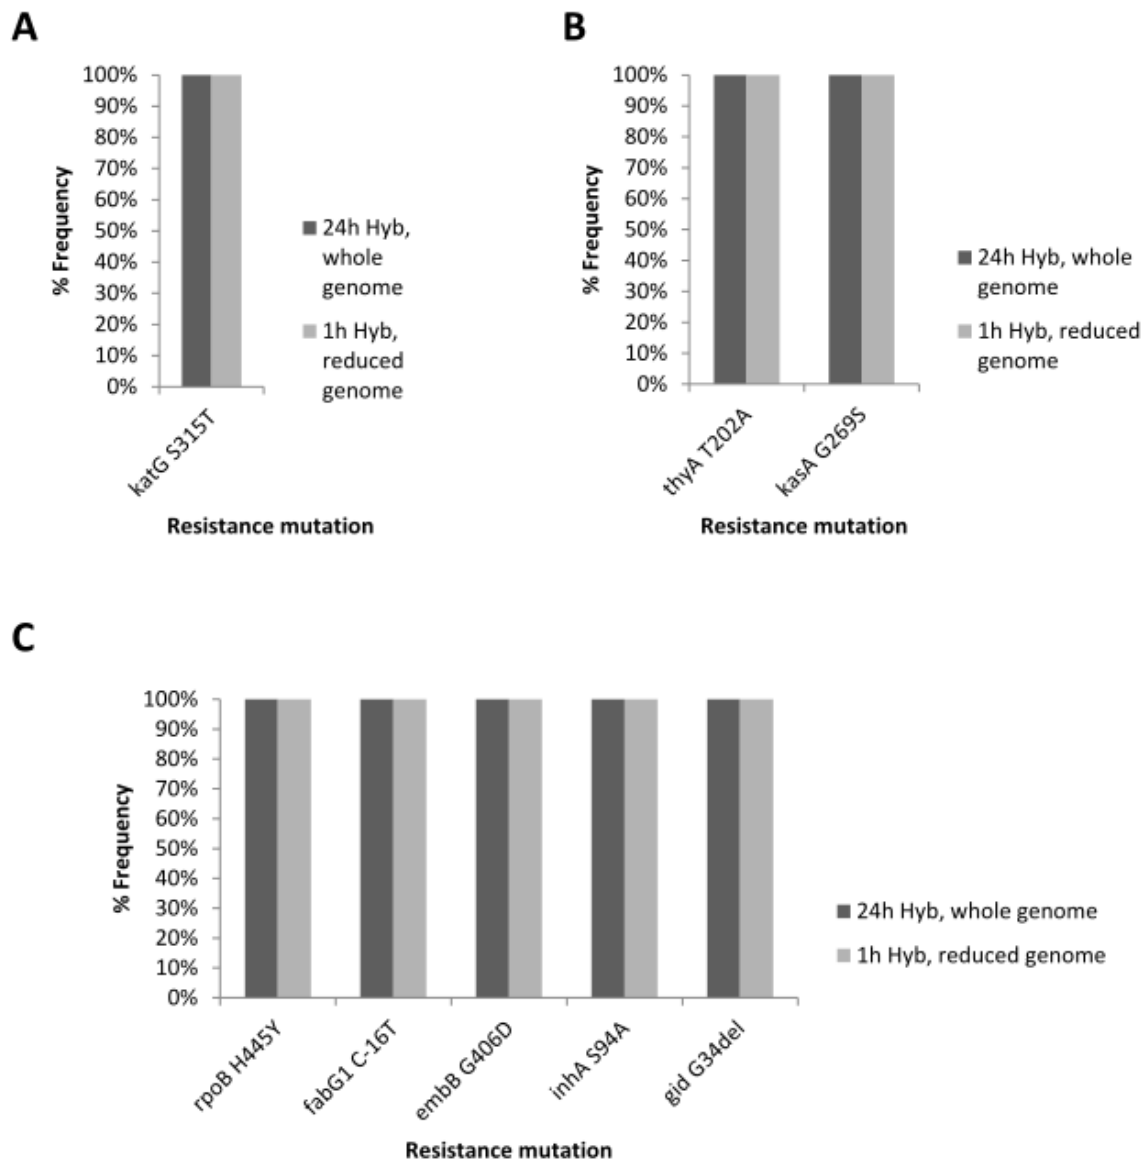 A
100%
90%
80%
70%
60%
50%
40%
30%
20%
10%
0%
% Frequency
katG S315T
Resistance mutation
24h Hyb,
whole
genome
1h Hyb,
reduced
genome
B
100%
90%
80%
70%
60%
50%
40%
30%
20%
10%
0%
% Frequency
thyA T202A
kasA G269S
Resistance mutation
24h Hyb, whole
genome
1h Hyb, reduced
genome
C
100%
90%
80%
70%
60%
50%
40%
30%
20%
10%
0%
% Frequency
rpoB H445Y
fabG1 C-16T
embB G406D
inhA S94A
gid G34del
Resistance mutation
24h Hyb, whole genome
1h Hyb, reduced genome